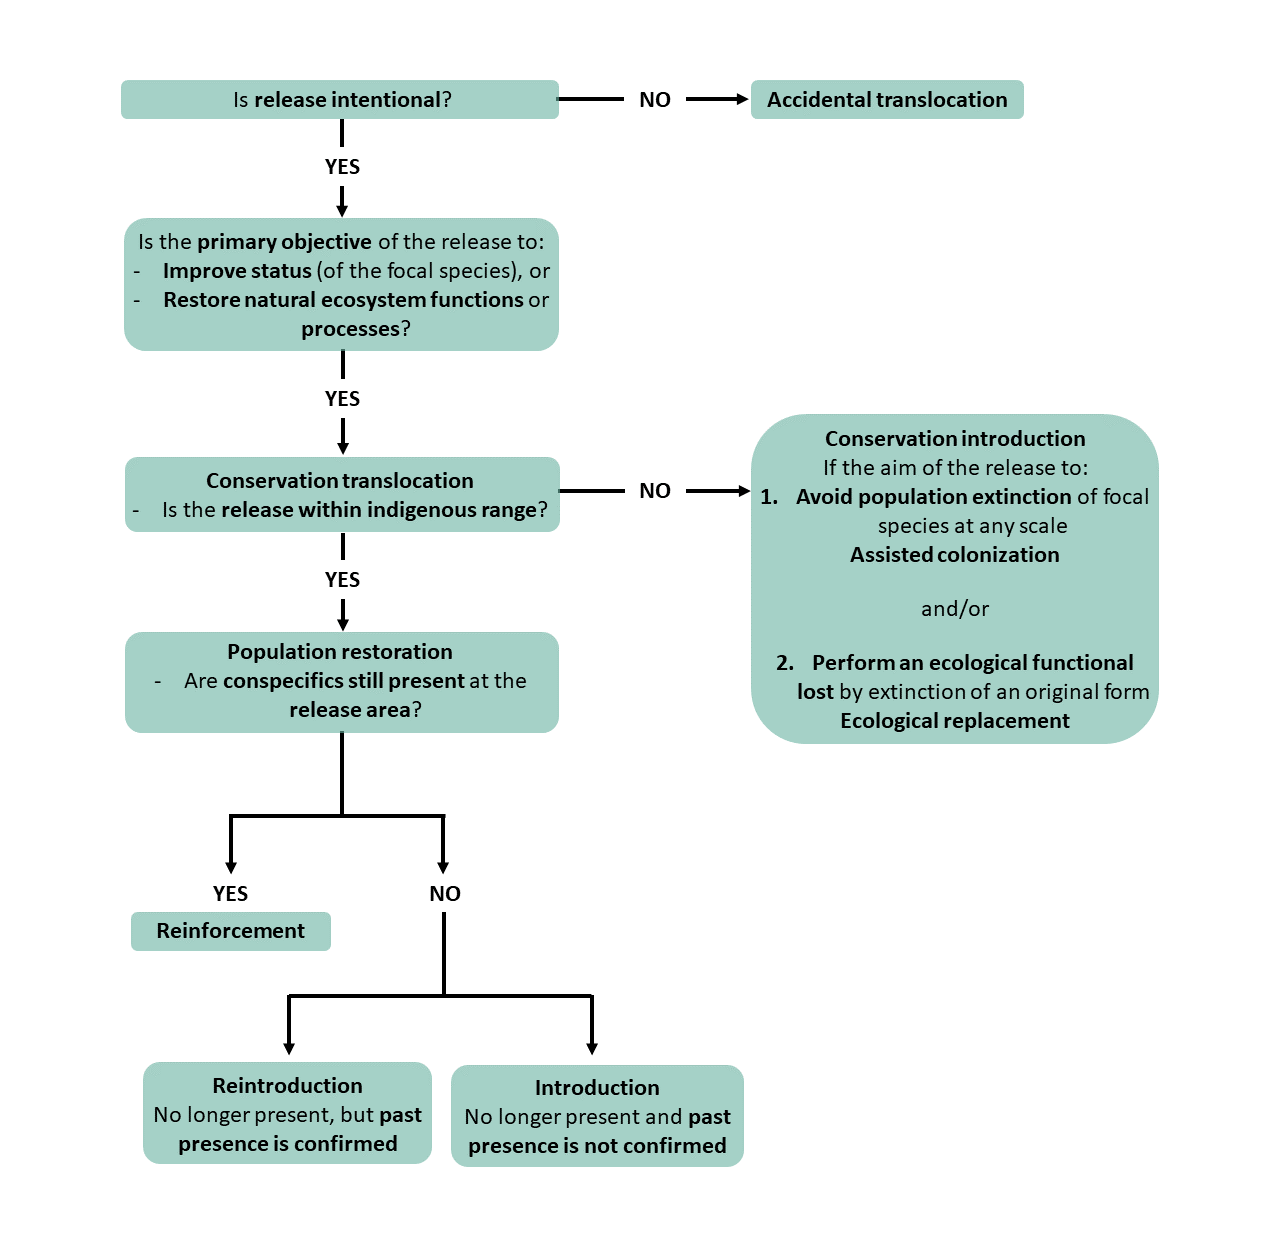 Is release intentional?
NO
Accidental translocation
YES
Is the primary objective of the release to:
- Improve status (of the focal species), or
- Restore natural ecosystem functions or
processes?
YES
Conservation translocation
- Is the release within indigenous range?
NO
Conservation introduction
If the aim of the release to:
1. Avoid population extinction of focal
species at any scale
Assisted colonization
and/or
2. Perform an ecological functional
lost by extinction of an original form
Ecological replacement
YES
Population restoration
- Are conspecifics still present at the
release area?
YES
NO
Reinforcement
Reintroduction
No longer present, but past
presence is confirmed
Introduction
No longer present and past
presence is not confirmed